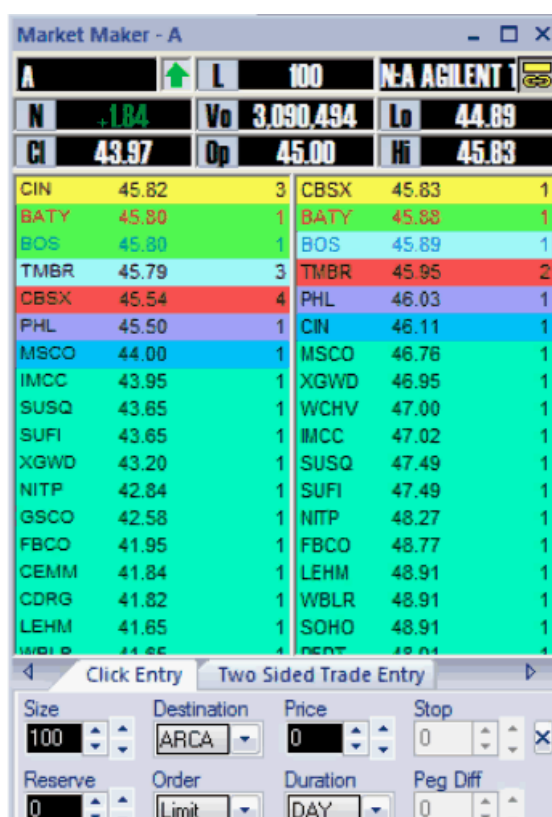 Market Maker - A
A L 100 N:A AGILENT
N +1.84 Vo 3,090,494 Lo 44.89
Cl 43.97 Op 45.00 Hi 45.83
CIN 45.82 3 CBSX 45.83 1
BATY 45.80 1 BATY 45.88 1
BOS 45.80 1 BOS 45.89 1
TMBR 45.79 3 TMBR 45.95 2
CBSX 45.54 4 PHL 46.03 1
PHL 45.50 1 CIN 46.11 1
MSCO 44.00 1 MSCO 46.76 1
IMCC 43.95 1 XGWD 46.95 1
SUSQ 43.65 1 WCHV 47.00 1
SUFI 43.65 1 IMCC 47.02 1
XGWD 43.20 1 SUSQ 47.49 1
NITP 42.84 1 SUFI 47.49 1
GSCO 42.58 1 NITP 48.27 1
FBCO 41.95 1 FBCO 48.77 1
CEMM 41.84 1 LEHM 48.91 1
CDRG 41.82 1 WBLR 48.91 1
LEHM 41.65 1 SOHO 48.91 1
WBLR 41.65 1 48.91 1
Click Entry Two Sided Trade Entry
Size Destination Price Stop
100 ARCA 0 0
Reserve Order Duration Peg Diff
0 Limit DAY 0